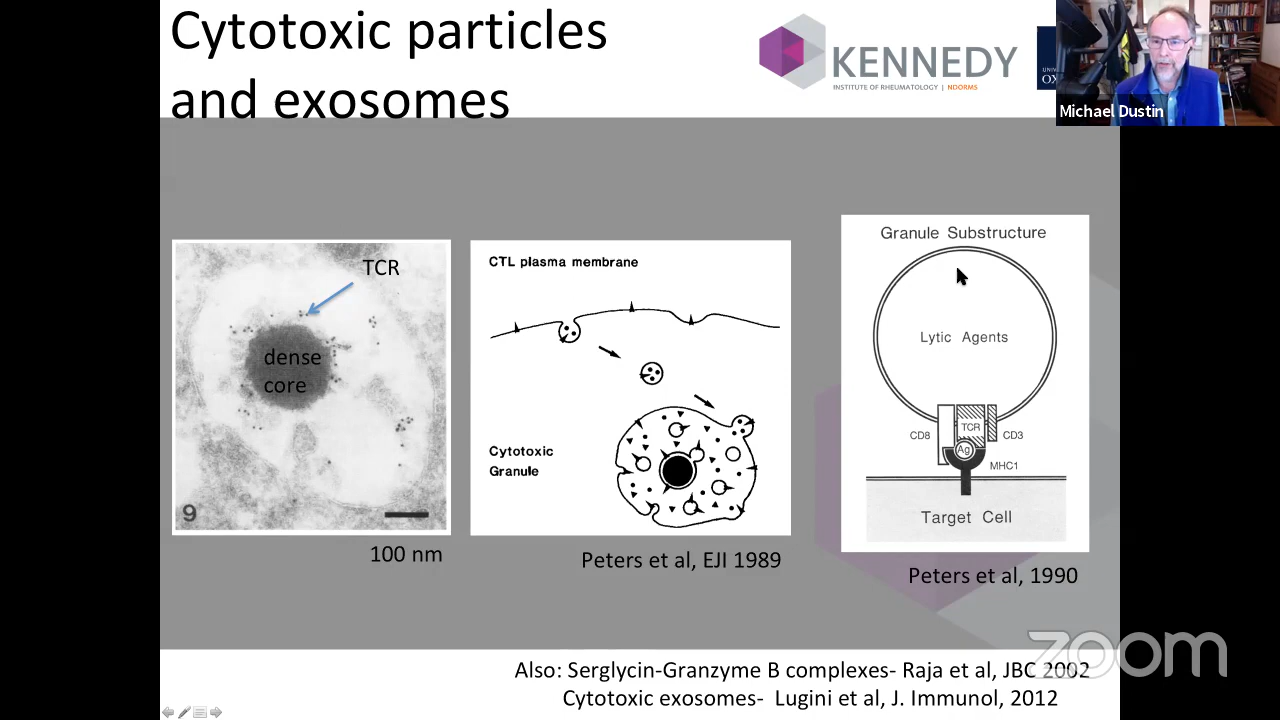 Cytotoxic particles
and exosomes
KENNEDY
INSTITUTE OF RHEUMATOLOGY | NDORMS
UNIV
OX
Michael Dustin
TCR
dense
core
9
100 nm
CTL plasma membrane
Cytotoxic
Granule
Peters et al, EJI 1989
Granule Substructure
Lytic Agents
CD8
TCR
CD3
Ag
MHC1
Target Cell
Peters et al, 1990
zoom
Also: Serglycin-Granzyme B complexes- Raja et al, JBC 2002
Cytotoxic exosomes- Lugini et al, J. Immunol, 2012